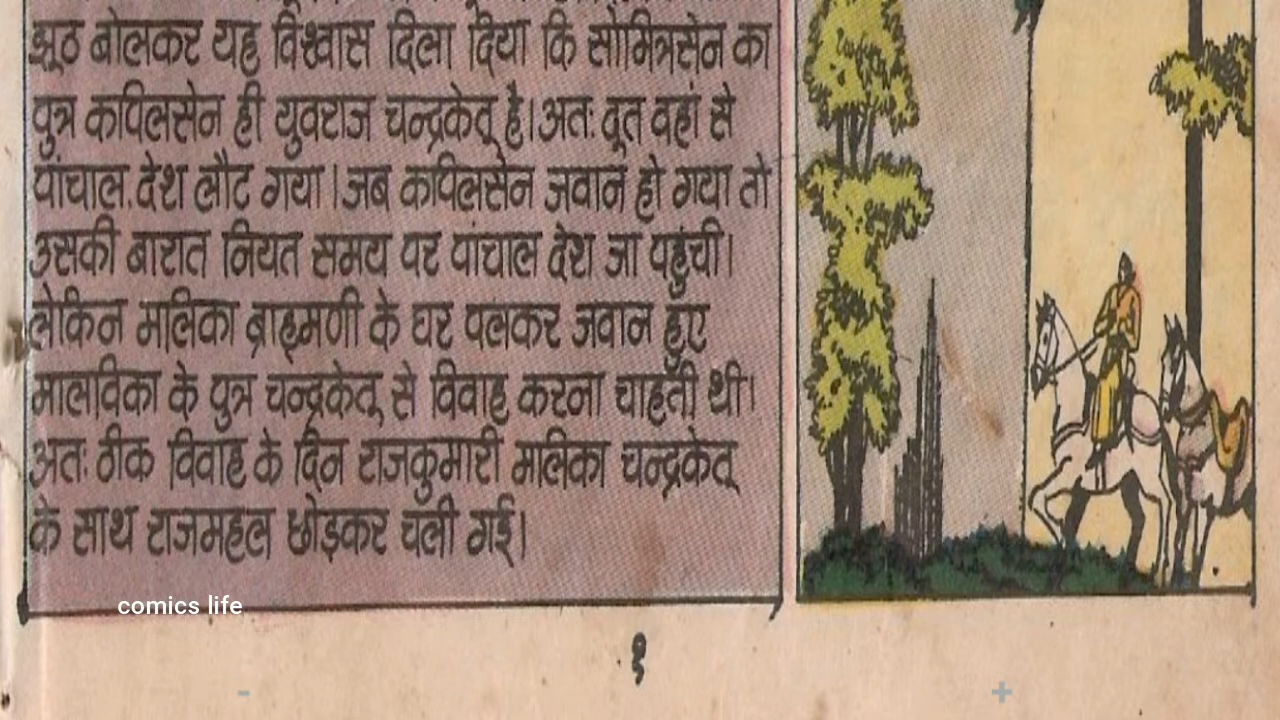 झूठ बोलकर यह विश्वास दिला दिया कि सोमित्रसेन का
पुत्र कपिलसेन ही युवराज चन्द्रकेतू है।अतः दूत वहां से
पांचाल.देश लौट गया।जब कपिलसेन जवान हो गया तो
उसकी बारात नियत समय पर पांचाल देश जा पहुंची।
लेकिन मलिका ब्राह्मणी के घर पलकर जवान हुए
मालविका के पुत्र चन्द्रकेतू से विवाह करना चाहती थी।
अतः ठीक विवाह के दिन राजकुमारी मलिका चन्द्रकेतू
के साथ राजमहल छोड़कर चली गई।
comics life
१
- +